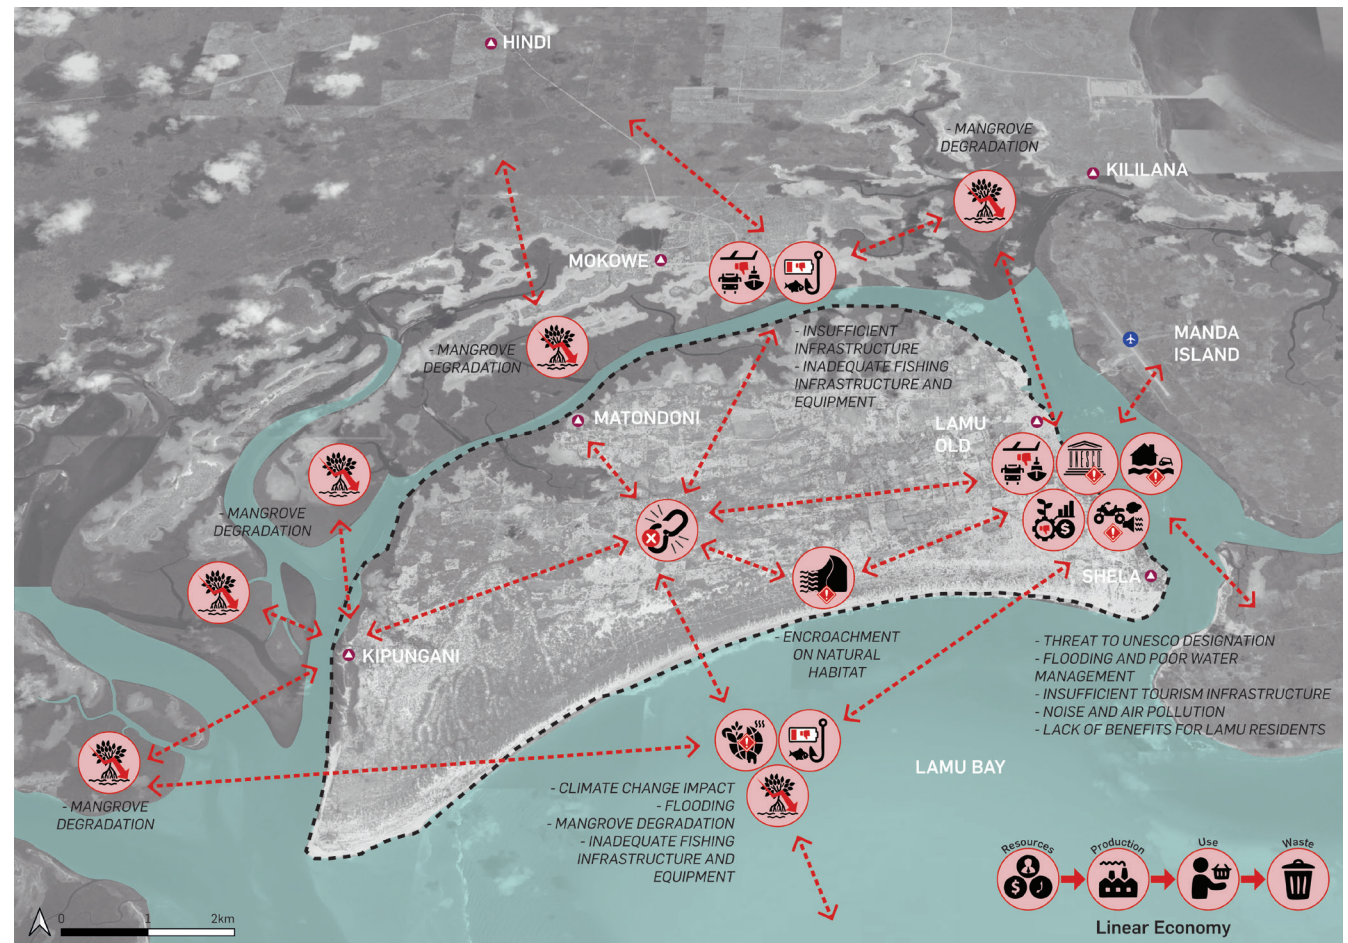 HINDI
- MANGROVE
DEGRADATION
KILILANA
MOKOWE
MANDA
ISLAND
- INSUFFICIENT
INFRASTRUCTURE
- INADEQUATE FISHING
INFRASTRUCTURE AND
EQUIPMENT
- MANGROVE
DEGRADATION
MATONDONI
LAMU
OLD
- MANGROVE
DEGRADATION
SHELA
- ENCROACHMENT
ON NATURAL
HABITAT
KIPUNGANI
- THREAT TO UNESCO DESIGNATION
- FLOODING AND POOR WATER
MANAGEMENT
- INSUFFICIENT TOURISM INFRASTRUCTURE
- NOISE AND AIR POLLUTION
- LACK OF BENEFITS FOR LAMU RESIDENTS
LAMU BAY
- MANGROVE
DEGRADATION
- CLIMATE CHANGE IMPACT
- FLOODING
- MANGROVE DEGRADATION
- INADEQUATE FISHING
INFRASTRUCTURE AND
EQUIPMENT
Resources
Production
Use
Waste
Linear Economy
0 1 2km